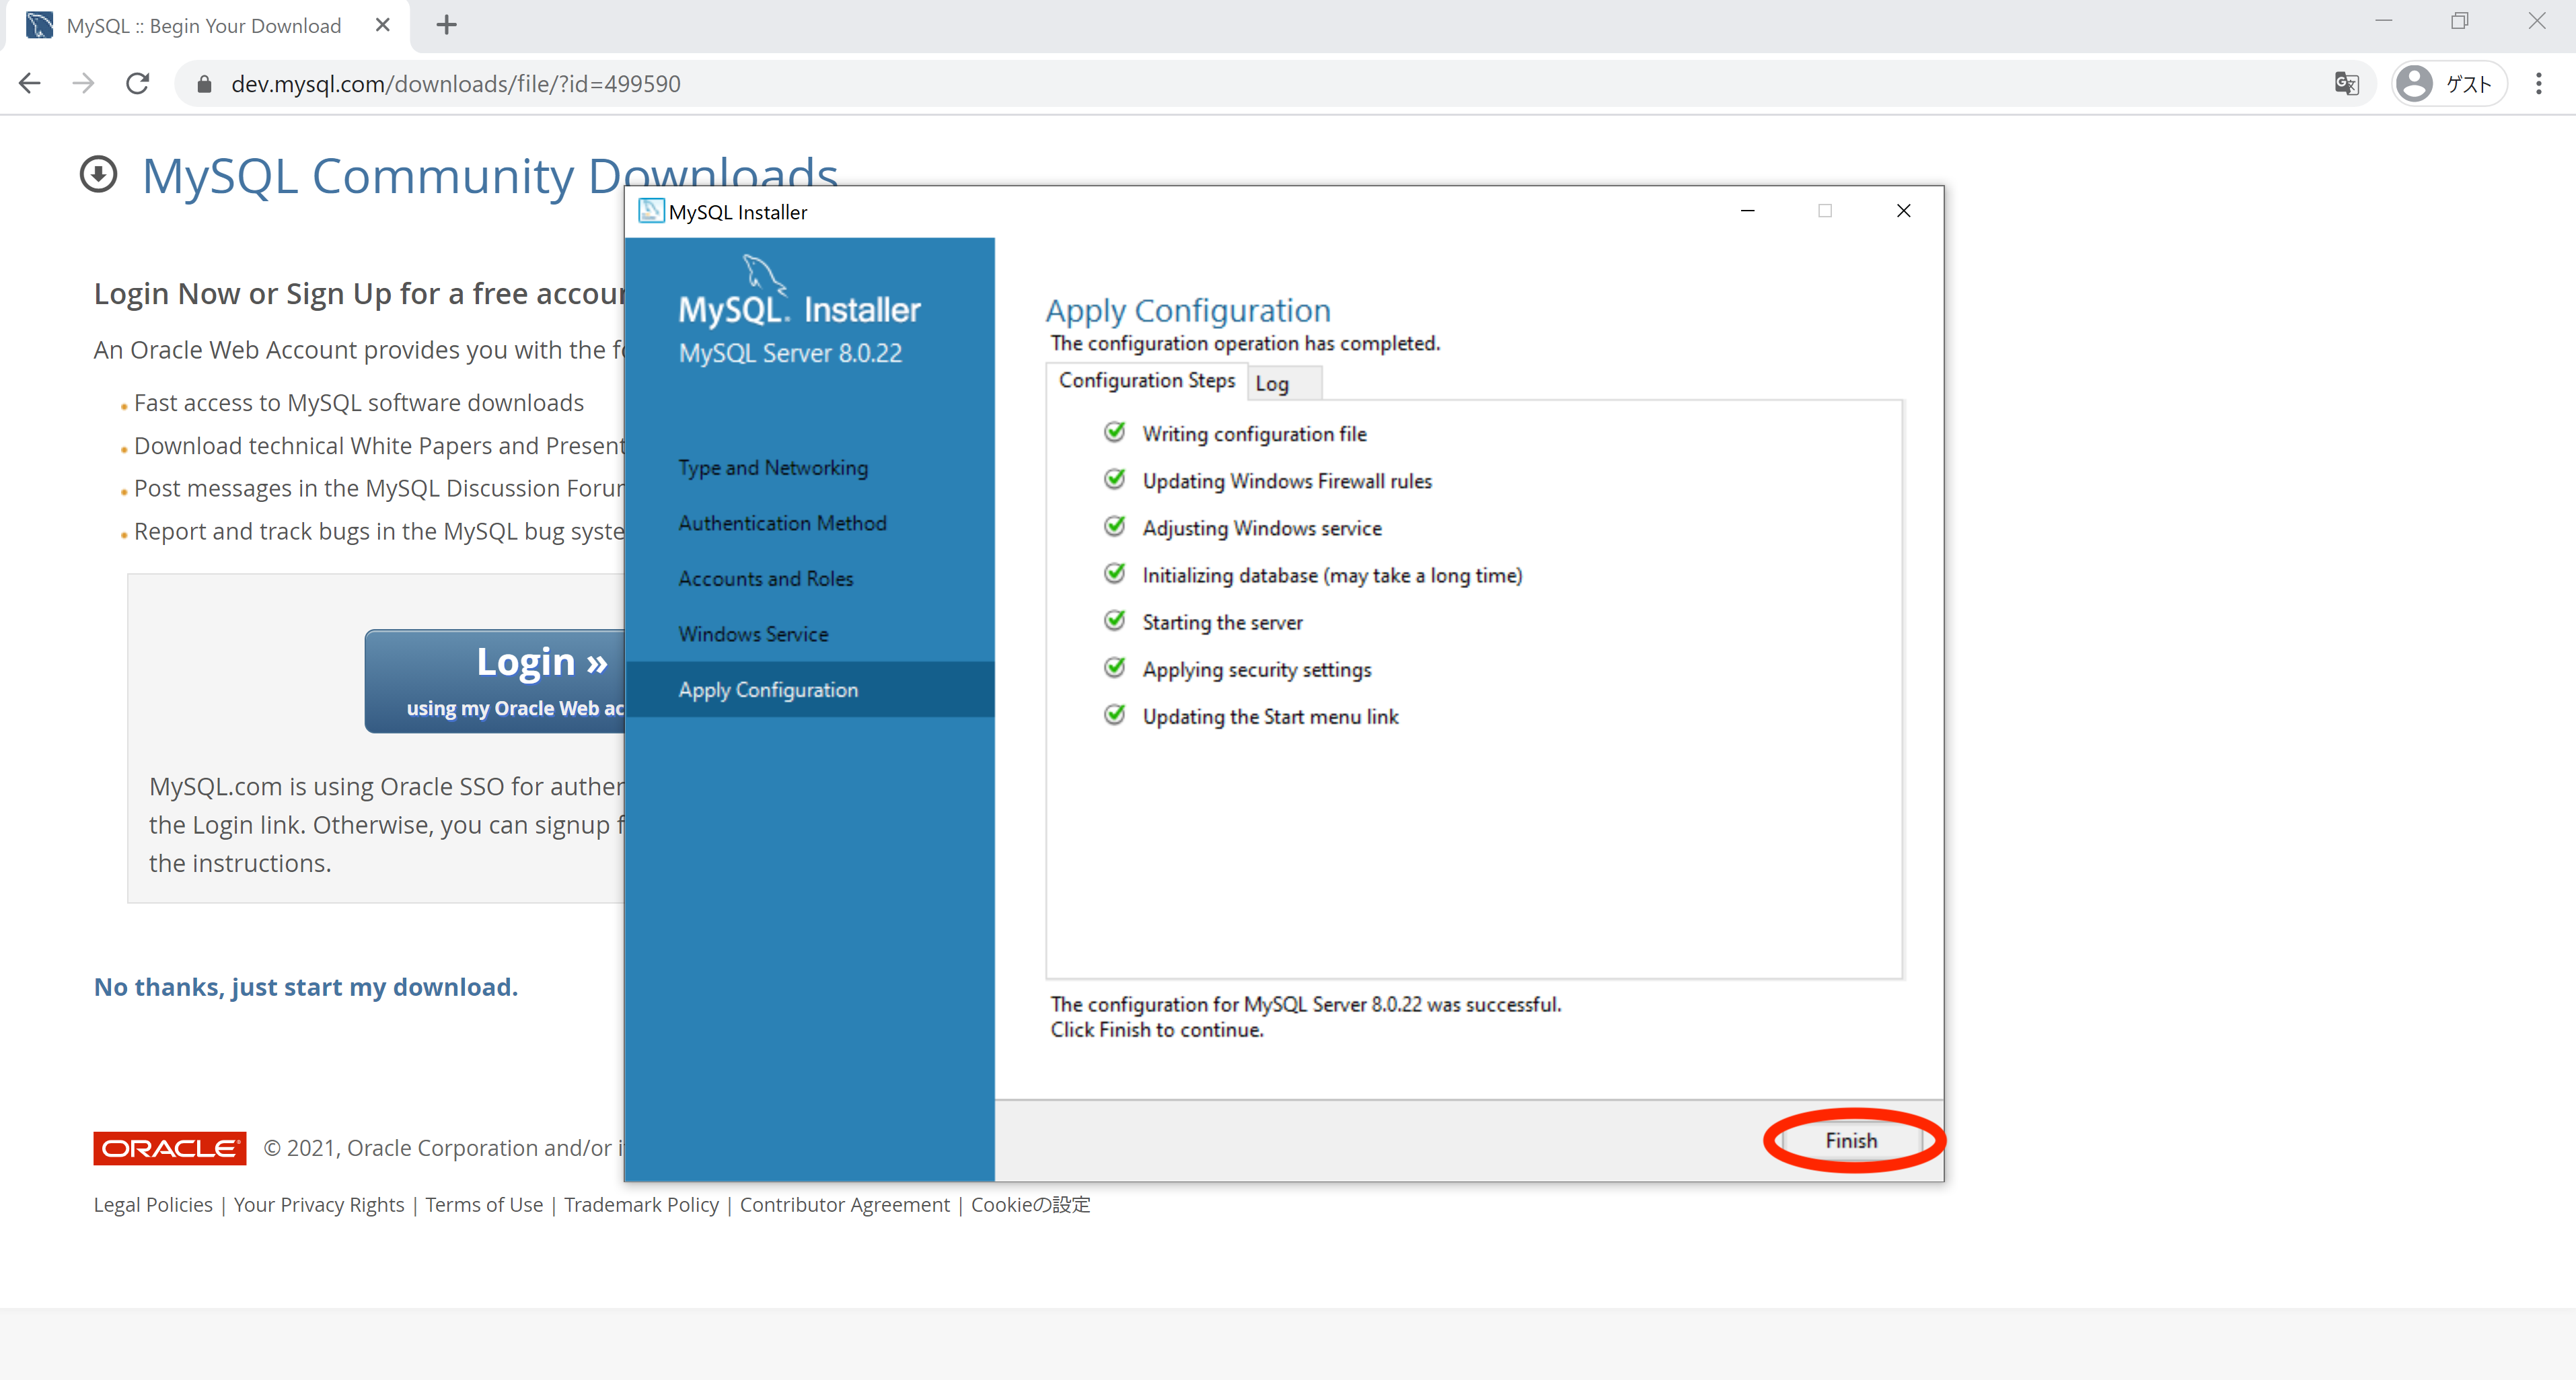 MySQL :: Begin Your Download
dev.mysql.com/downloads/file/?id=499590
ゲスト
MySQL Community Downloads
Login Now or Sign Up for a free accou
An Oracle Web Account provides you with the f
Fast access to MySQL software downloads
Download technical White Papers and Present
Post messages in the MySQL Discussion Foru
Report and track bugs in the MySQL bug syste
Login »
using my Oracle Web ac
MySQL.com is using Oracle SSO for auther
the Login link. Otherwise, you can signup f
the instructions.
No thanks, just start my download.
ORACLE
© 2021, Oracle Corporation and/or i
Legal Policies | Your Privacy Rights | Terms of Use | Trademark Policy | Contributor Agreement | Cookieの設定
MySQL Installer
MySQL. Installer
MySQL Server 8.0.22
Type and Networking
Authentication Method
Accounts and Roles
Windows Service
Apply Configuration
Apply Configuration
The configuration operation has completed.
Configuration Steps
Log
Writing configuration file
Updating Windows Firewall rules
Adjusting Windows service
Initializing database (may take a long time)
Starting the server
Applying security settings
Updating the Start menu link
The configuration for MySQL Server 8.0.22 was successful.
Click Finish to continue.
Finish